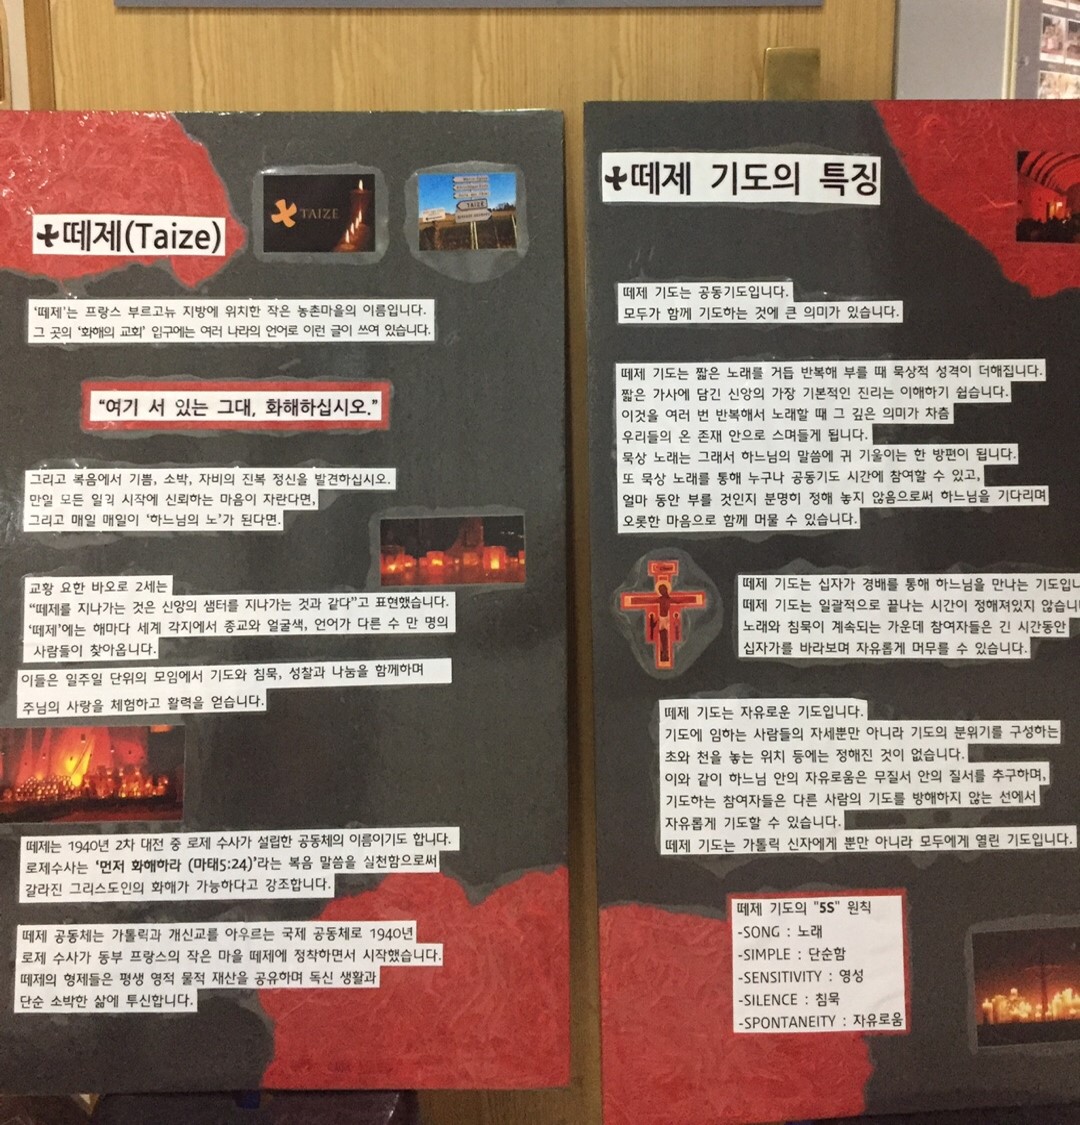 떼제(Taize)
TAIZE
TAIZE
'떼제'는 프랑스 부르고뉴 지방에 위치한 작은 농촌마을의 이름입니다.
그 곳의 '화해의 교회' 입구에는 여러 나라의 언어로 이런 글이 쓰여 있습니다.
"여기 서 있는 그대, 화해하십시오."
그리고 복음에서 기쁨, 소박, 자비의 진복 정신을 발견하십시오.
만일 모든 일의 시작에 신뢰하는 마음이 자란다면,
그리고 매일 매일이 '하느님의 노'가 된다면.
교황 요한 바오로 2세는
"떼제를 지나가는 것은 신앙의 샘터를 지나가는 것과 같다"고 표현했습니다.
'떼제'에는 해마다 세계 각지에서 종교와 얼굴색, 언어가 다른 수 만 명의
사람들이 찾아옵니다.
이들은 일주일 단위의 모임에서 기도와 침묵, 성찰과 나눔을 함께하며
주님의 사랑을 체험하고 활력을 얻습니다.
떼제는 1940년 2차 대전 중 로제 수사가 설립한 공동체의 이름이기도 합니다.
로제수사는 '먼저 화해하라 (마태5:24)'라는 복음 말씀을 실천함으로써
갈라진 그리스도인의 화해가 가능하다고 강조합니다.
떼제 공동체는 가톨릭과 개신교를 아우르는 국제 공동체로 1940년
로제 수사가 동부 프랑스의 작은 마을 떼제에 정착하면서 시작했습니다.
떼제의 형제들은 평생 영적 물적 재산을 공유하며 독신 생활과
단순 소박한 삶에 투신합니다.
떼제 기도의 특징
떼제 기도는 공동기도입니다.
모두가 함께 기도하는 것에 큰 의미가 있습니다.
떼제 기도는 짧은 노래를 거듭 반복해 부를 때 묵상적 성격이 더해집니다.
짧은 가사에 담긴 신앙의 가장 기본적인 진리는 이해하기 쉽습니다.
이것을 여러 번 반복해서 노래할 때 그 깊은 의미가 차츰
우리들의 온 존재 안으로 스며들게 됩니다.
묵상 노래는 그래서 하느님의 말씀에 귀 기울이는 한 방편이 됩니다.
또 묵상 노래를 통해 누구나 공동기도 시간에 참여할 수 있고,
얼마 동안 부를 것인지 분명히 정해 놓지 않음으로써 하느님을 기다리며
오롯한 마음으로 함께 머물 수 있습니다.
떼제 기도는 십자가 경배를 통해 하느님을 만나는 기도입니
떼제 기도는 일괄적으로 끝나는 시간이 정해져있지 않습니
노래와 침묵이 계속되는 가운데 참여자들은 긴 시간동안
십자가를 바라보며 자유롭게 머무를 수 있습니다.
떼제 기도는 자유로운 기도입니다.
기도에 임하는 사람들의 자세뿐만 아니라 기도의 분위기를 구성하는
초와 천을 놓는 위치 등에는 정해진 것이 없습니다.
이와 같이 하느님 안의 자유로움은 무질서 안의 질서를 추구하며,
기도하는 참여자들은 다른 사람의 기도를 방해하지 않는 선에서
자유롭게 기도할 수 있습니다.
떼제 기도는 가톨릭 신자에게 뿐만 아니라 모두에게 열린 기도입니다.
떼제 기도의 "5S" 원칙
-SONG : 노래
-SIMPLE : 단순함
-SENSITIVITY : 영성
-SILENCE : 침묵
-SPONTANEITY : 자유로움